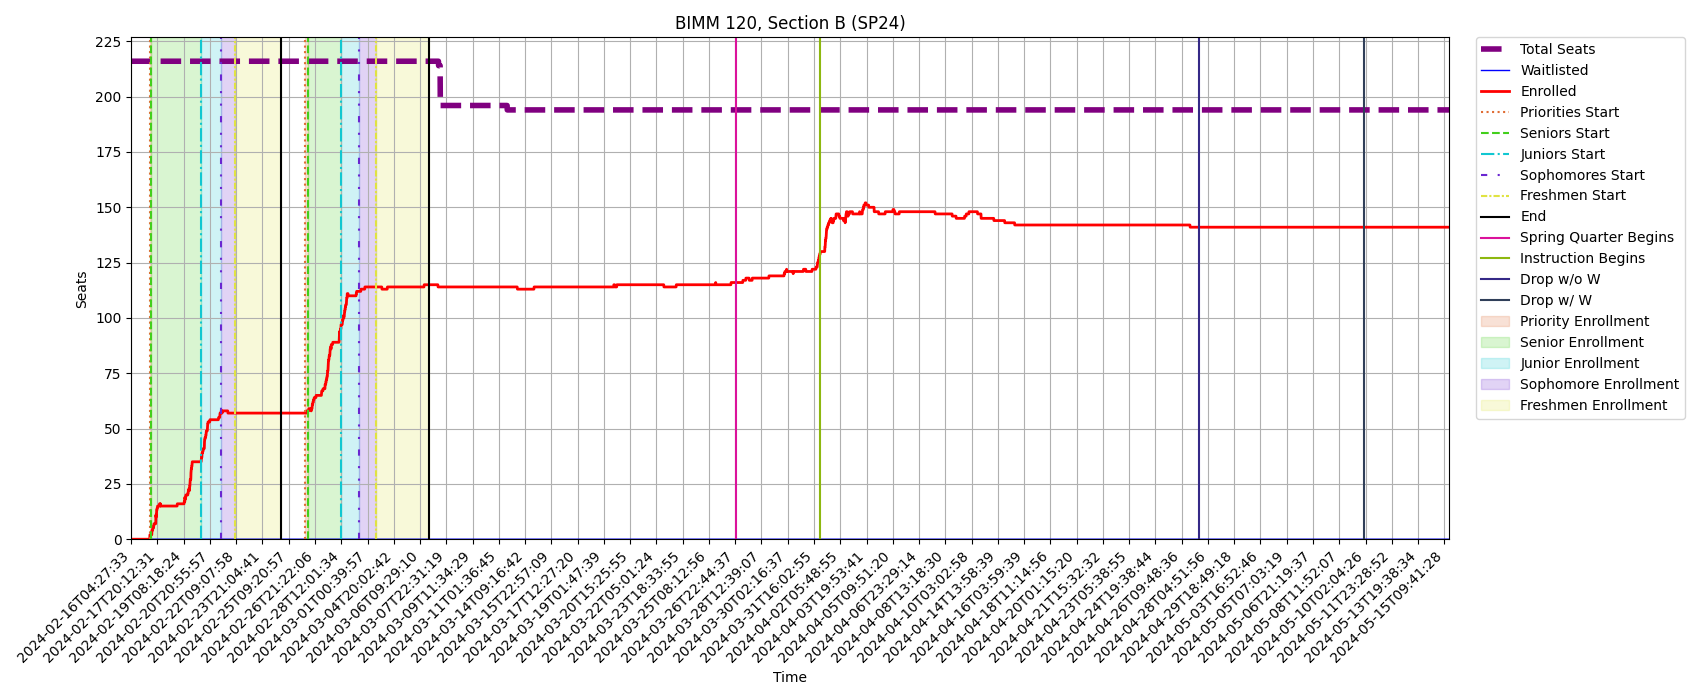 BIMM 120, Section B (SP24)
225
200
175
150
125
100
75
50
25
0
Seats
2024-02-16T04:27:33
2024-02-17T20:12:31
2024-02-19T08:18:24
2024-02-20T20:55:57
2024-02-22T09:07:58
2024-02-23T21:04:41
2024-02-25T09:20:57
2024-02-26T21:22:06
2024-02-28T12:01:34
2024-03-01T00:39:57
2024-03-04T20:02:42
2024-03-06T09:29:10
2024-03-07T22:31:19
2024-03-09T11:34:29
2024-03-11T01:36:45
2024-03-14T09:16:42
2024-03-15T22:57:09
2024-03-17T12:27:20
2024-03-19T01:47:39
2024-03-20T15:25:55
2024-03-22T05:01:24
2024-03-23T18:33:55
2024-03-25T08:12:56
2024-03-26T22:44:37
2024-03-28T12:39:07
2024-03-30T02:16:37
2024-03-31T16:02:55
2024-04-02T05:48:55
2024-04-03T19:53:41
2024-04-05T09:51:20
2024-04-06T23:29:14
2024-04-08T13:18:30
2024-04-10T03:02:58
2024-04-14T13:58:39
2024-04-16T03:59:39
2024-04-18T11:14:56
2024-04-20T01:15:20
2024-04-21T15:32:32
2024-04-23T05:38:55
2024-04-24T19:38:44
2024-04-26T09:48:36
2024-04-28T04:51:56
2024-04-29T18:49:18
2024-05-03T16:52:46
2024-05-05T07:03:19
2024-05-06T21:19:37
2024-05-08T11:52:07
2024-05-10T02:04:26
2024-05-11T23:28:52
2024-05-13T19:38:34
2024-05-15T09:41:28
Time
Total Seats
Waitlisted
Enrolled
Priorities Start
Seniors Start
Juniors Start
Sophomores Start
Freshmen Start
End
Spring Quarter Begins
Instruction Begins
Drop w/o W
Drop w/ W
Priority Enrollment
Senior Enrollment
Junior Enrollment
Sophomore Enrollment
Freshmen Enrollment